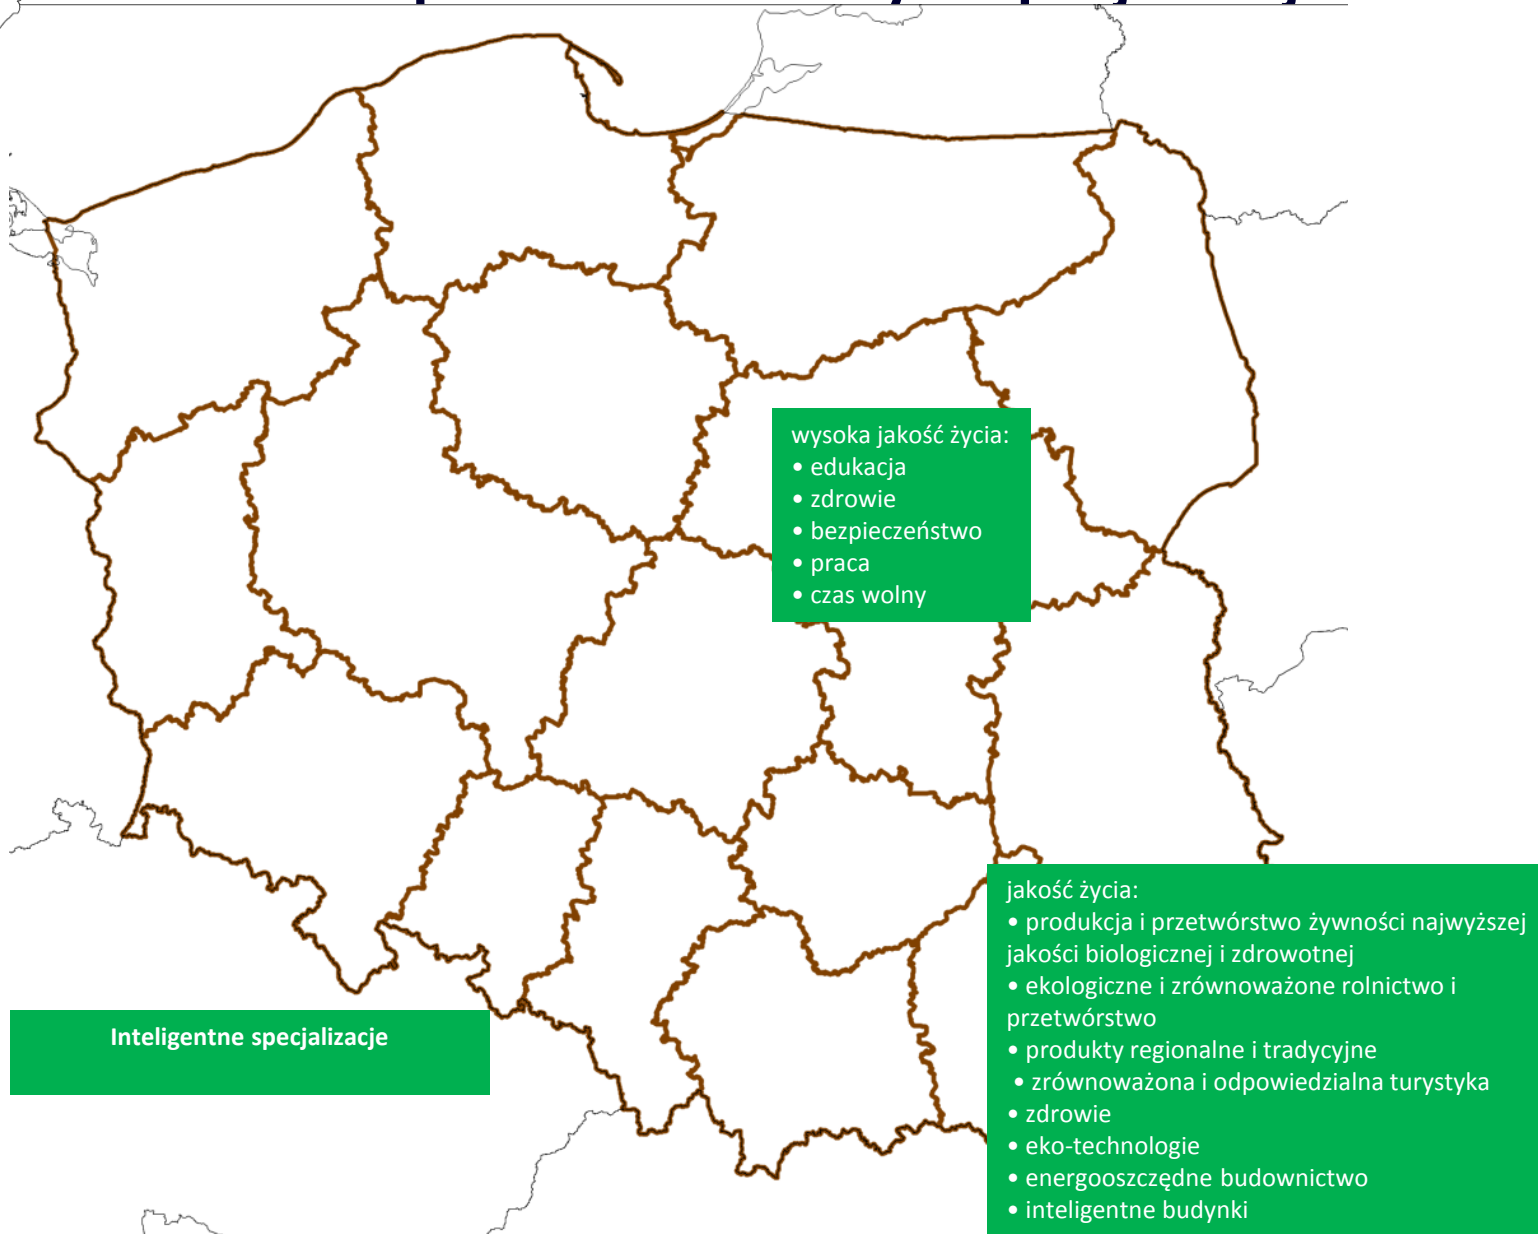 wysoka jakość życia:
• edukacja
• zdrowie
• bezpieczeństwo
• praca
• czas wolny
jakość życia:
• produkcja i przetwórstwo żywności najwyższej
jakości biologicznej i zdrowotnej
• ekologiczne i zrównoważone rolnictwo i
przetwórstwo
• produkty regionalne i tradycyjne
• zrównoważona i odpowiedzialna turystyka
• zdrowie
• eko-technologie
• energooszczędne budownictwo
• inteligentne budynki
Inteligentne specjalizacje